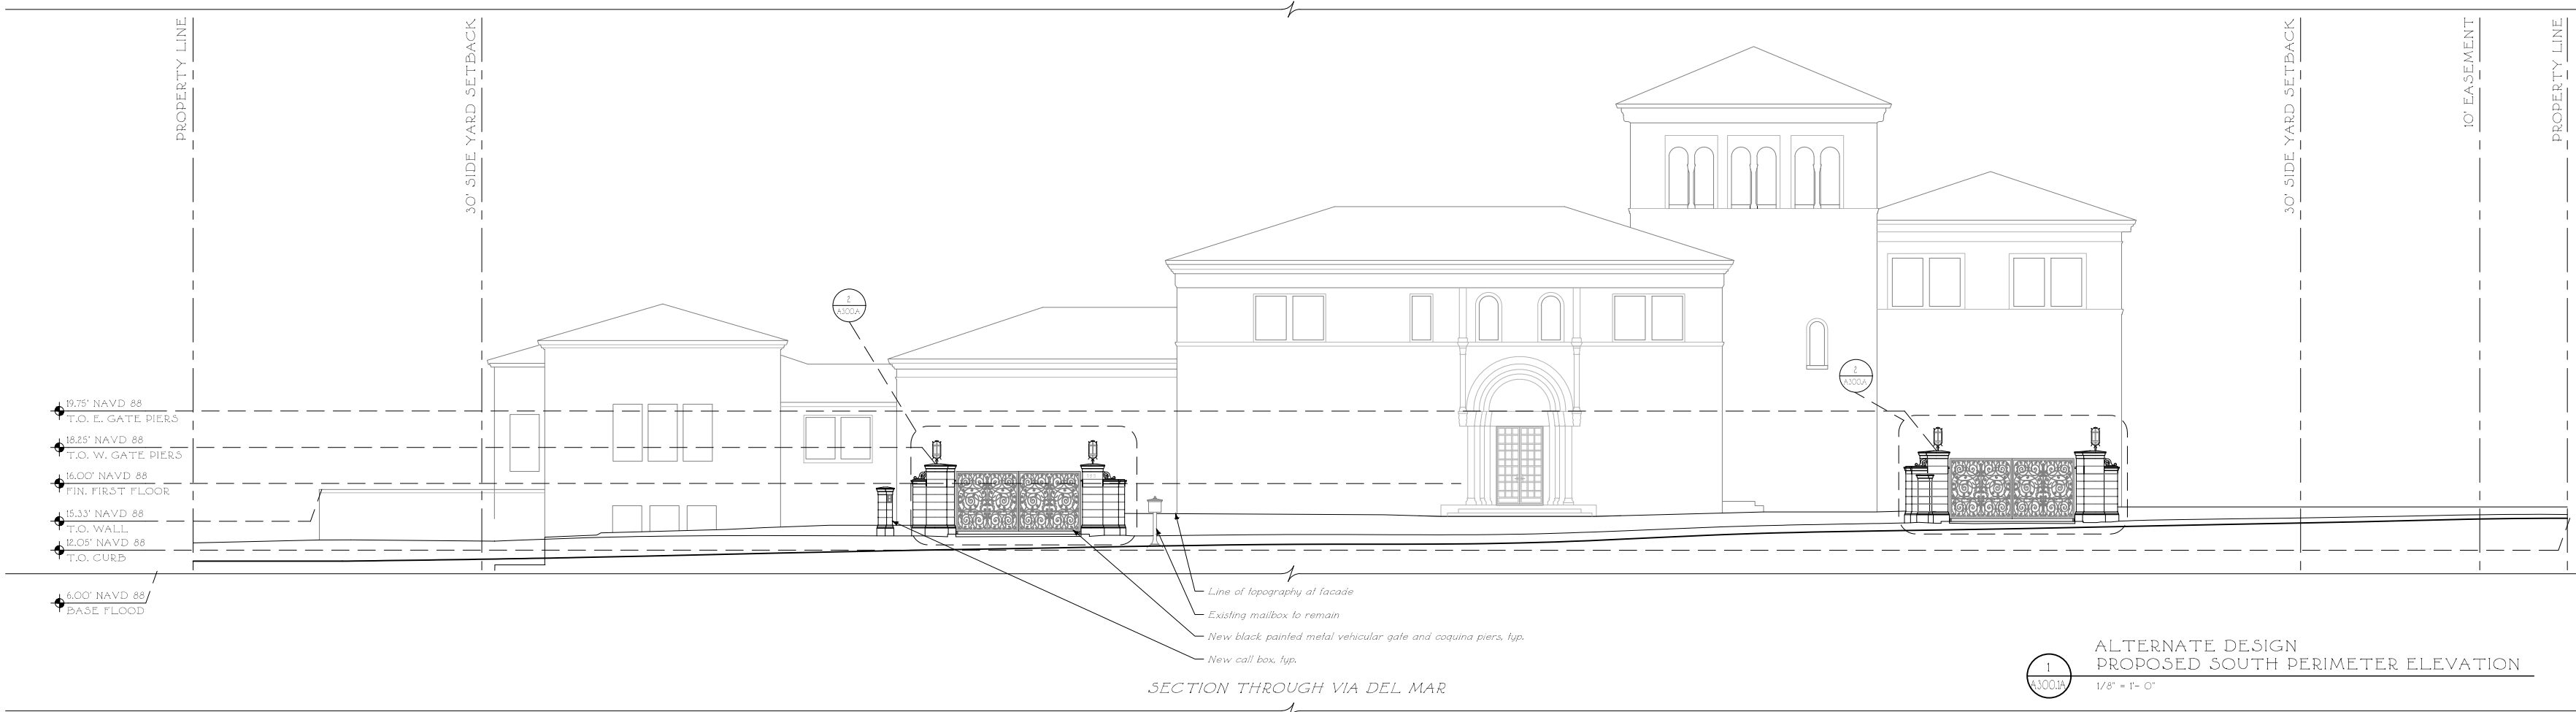 PROPERTY LINE
30' SIDE YARD SETBACK
30' SIDE YARD SETBACK
10' EASEMENT
PROPERTY LINE
2
A300.A
2
A300.A
19.75' NAVD 88
T.O. E. GATE PIERS
18.25' NAVD 88
T.O. W. GATE PIERS
16.00' NAVD 88
FIN. FIRST FLOOR
15.33' NAVD 88
T.O. WALL
12.05' NAVD 88
T.O. CURB
6.00' NAVD 88
BASE FLOOD
Line of topography at facade
Existing mailbox to remain
New black painted metal vehicular gate and coquina piers, typ.
New call box, typ.
SECTION THROUGH VIA DEL MAR
1
A300.1A
ALTERNATE DESIGN
PROPOSED SOUTH PERIMETER ELEVATION
1/8" = 1'- 0"